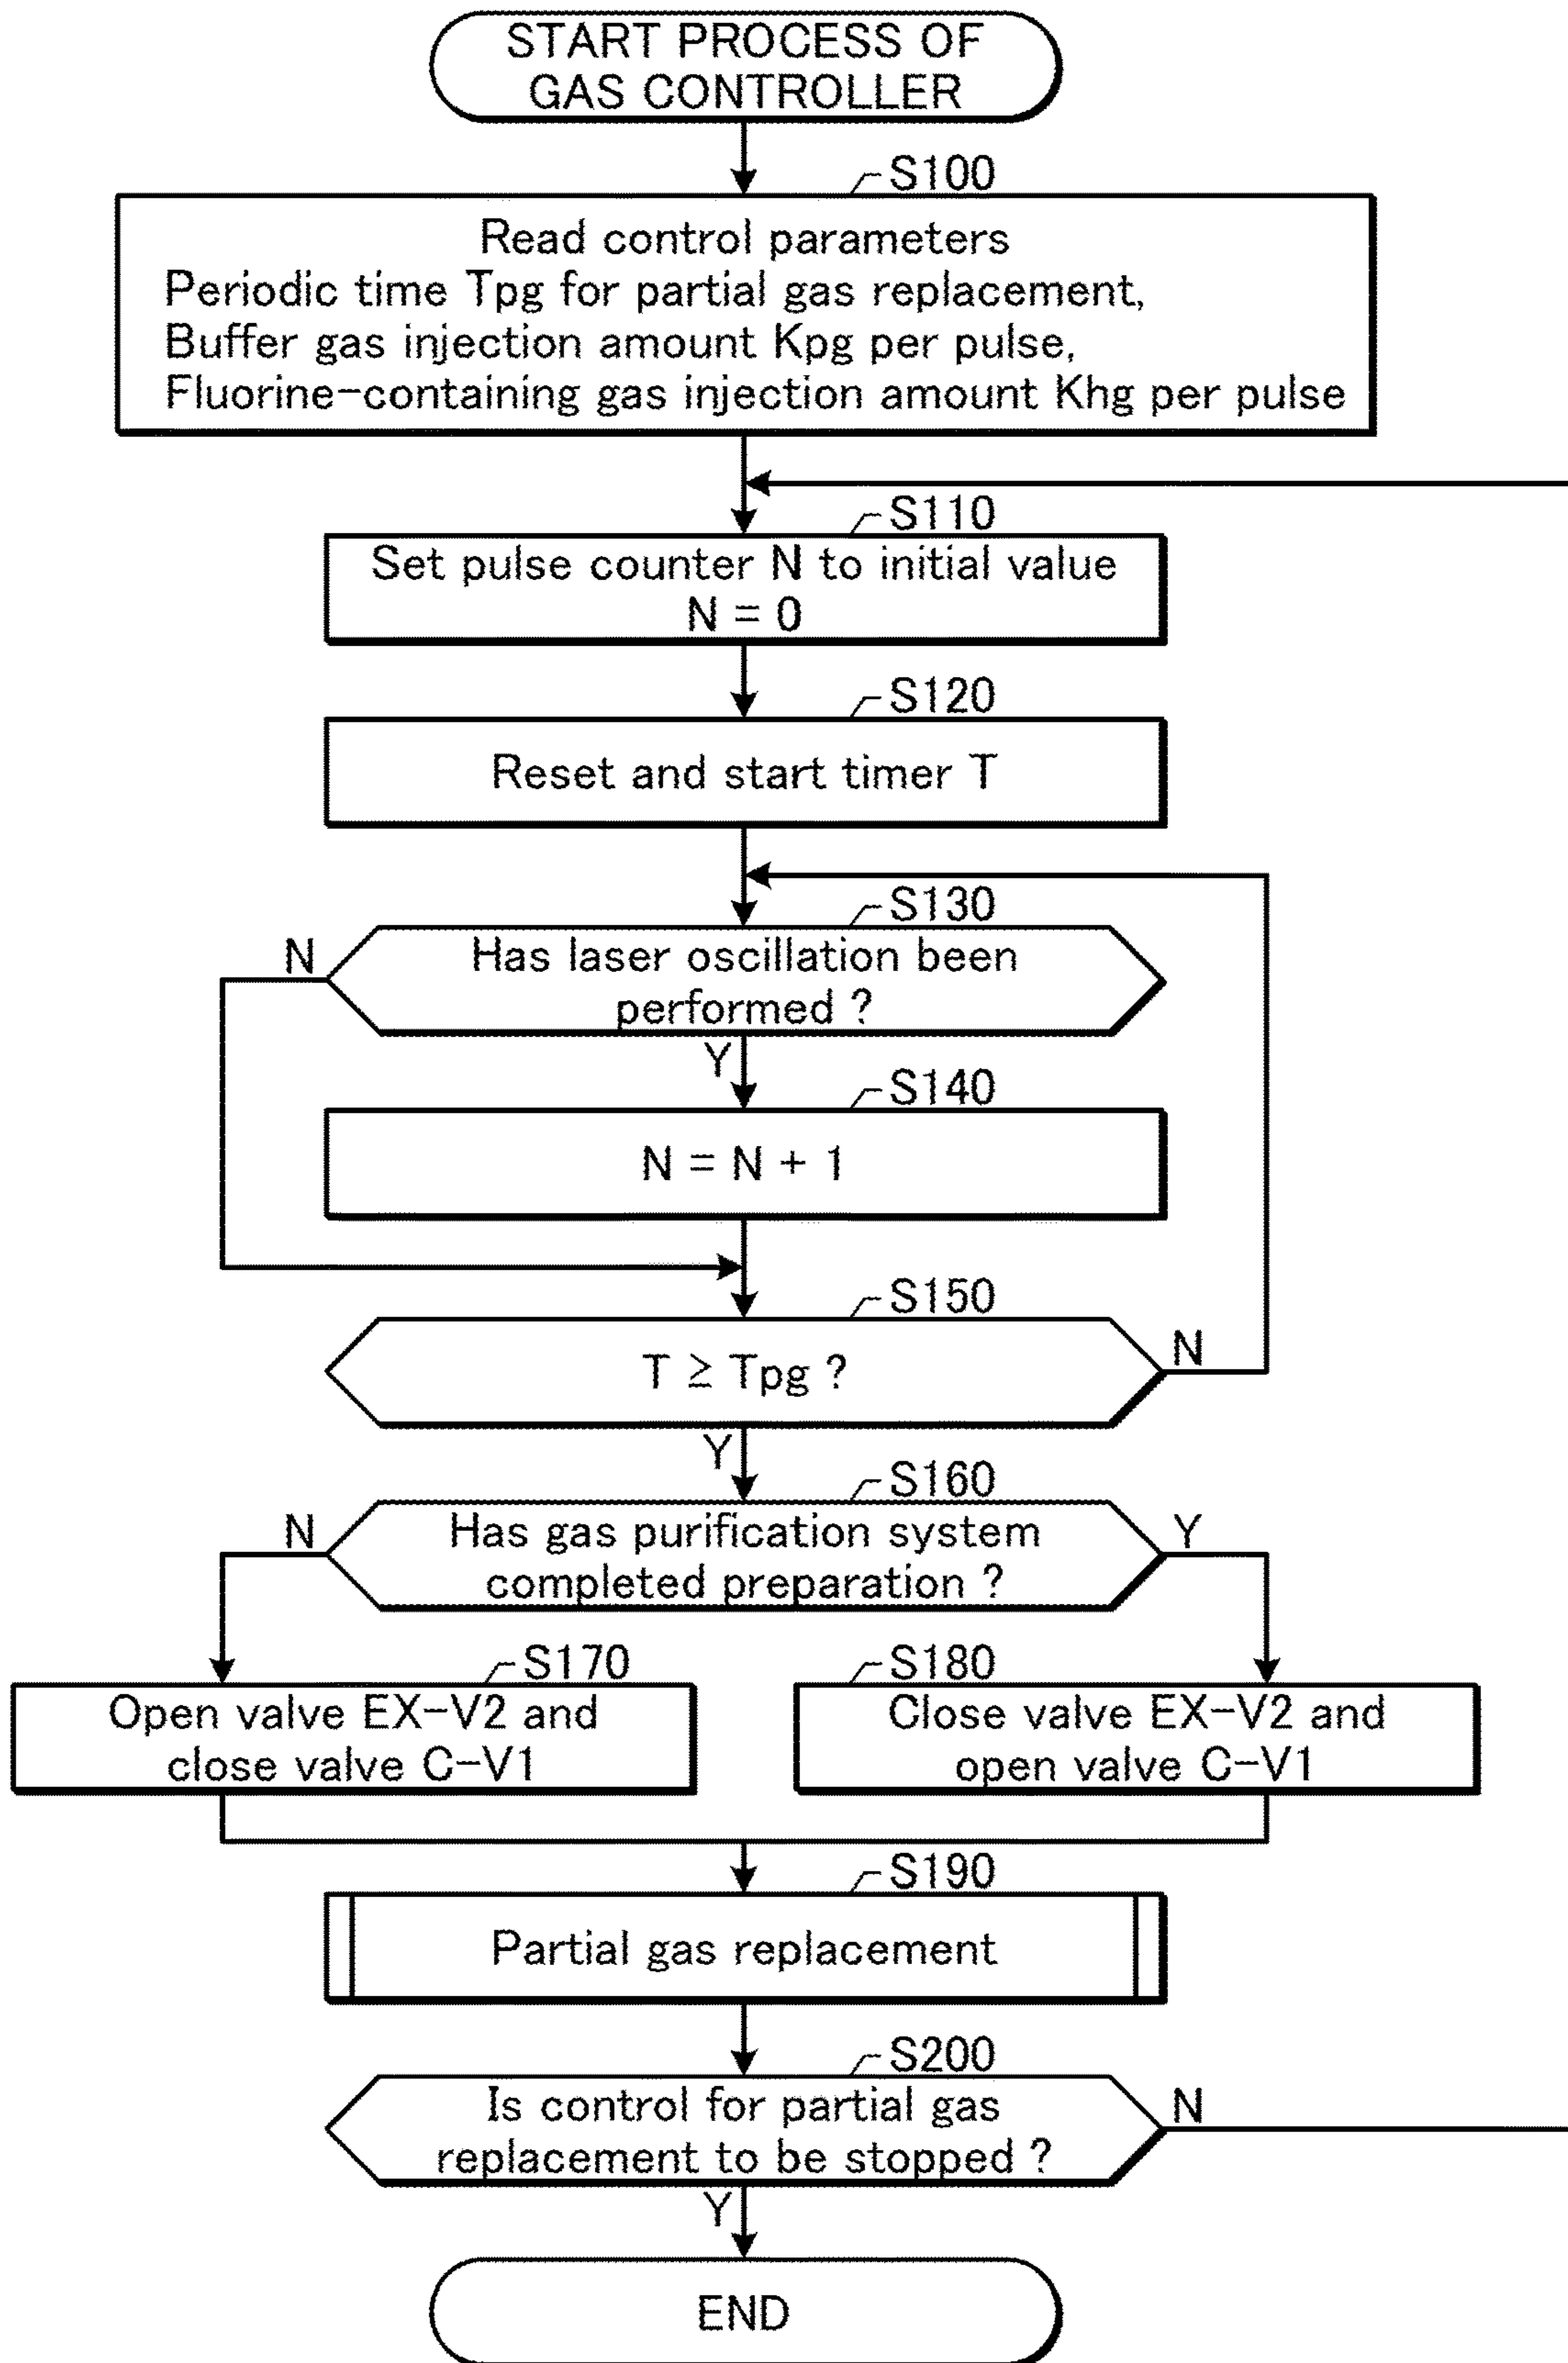 START PROCESS OF
GAS CONTROLLER
S100
Read control parameters
Periodic time Tpg for partial gas replacement,
Buffer gas injection amount Kpg per pulse,
Fluorine-containing gas injection amount Khg per pulse
S110
Set pulse counter N to initial value
N = 0
S120
Reset and start timer T
S130
N
Has laser oscillation been
performed ?
Y
S140
N = N + 1
S150
T ≥ Tpg ?
N
Y
S160
N
Has gas purification system
completed preparation ?
Y
S170
Open valve EX-V2 and
close valve C-V1
S180
Close valve EX-V2 and
open valve C-V1
S190
Partial gas replacement
S200
Is control for partial gas
replacement to be stopped ?
N
Y
END